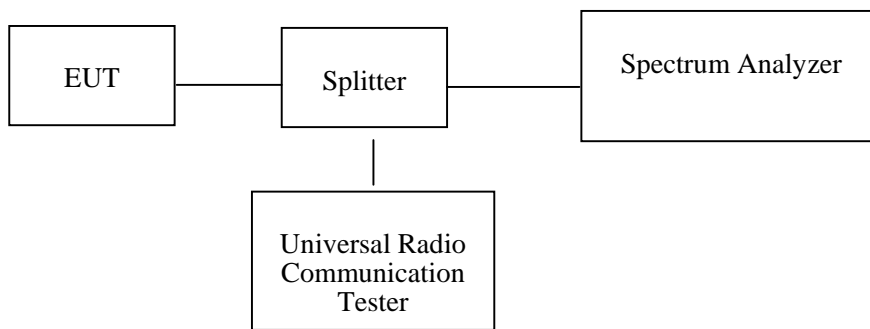 EUT
Splitter
Spectrum Analyzer
Universal Radio
Communication
Tester